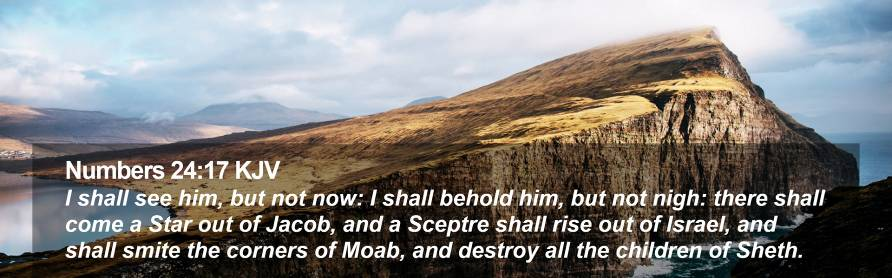 Numbers 24:17 KJV
I shall see him, but not now: I shall behold him, but not nigh: there shall
come a Star out of Jacob, and a Sceptre shall rise out of Israel, and
shall smite the corners of Moab, and destroy all the children of Sheth.